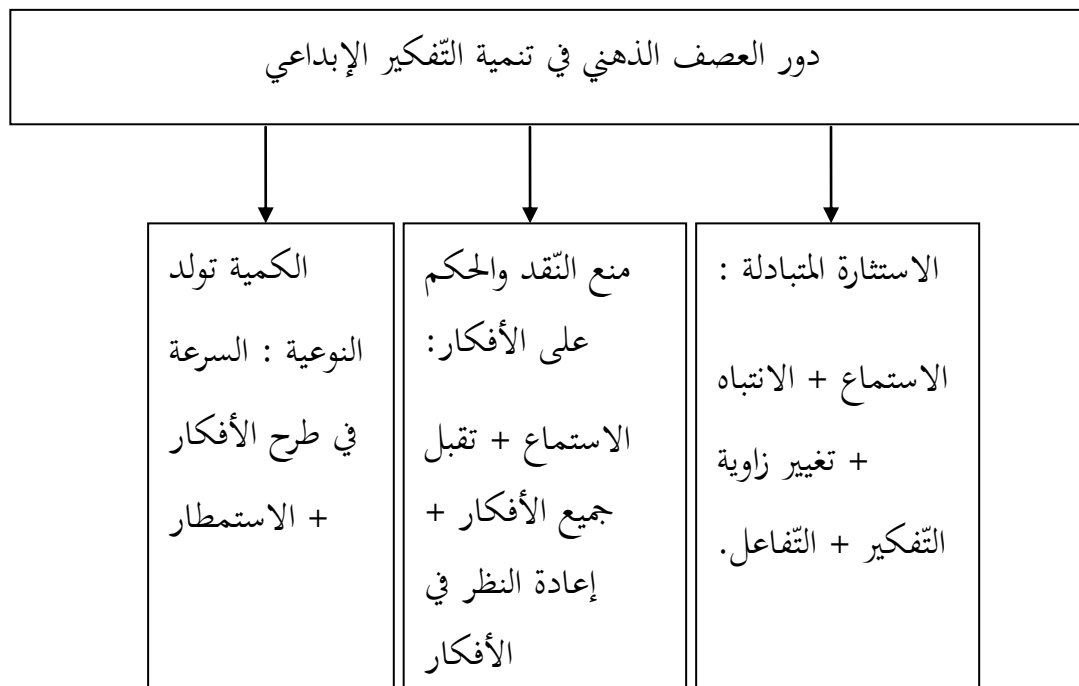 دور العصف الذهني في تنمية التّفكير الإبداعي
الاستثارة المتبادلة :
الاستماع + الانتباه
+ تغيير زاوية
التّفكير + التّفاعل.
منع النّقد والحكم
على الأفكار:
الاستماع + تقبل
جميع الأفكار +
إعادة النظر في
الأفكار
الكمية تولد
النوعية : السرعة
في طرح الأفكار
+ الاستمطار